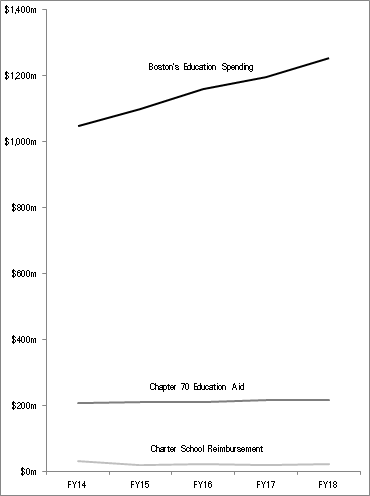 $1,400m
Boston's Education Spending
$1,200m
$1,000m
$800m
$600m
$400m
Chapter 70 Education Aid
$200m
Charter School Reimbursement
$0m
FY14 FY15 FY16 FY17 FY18